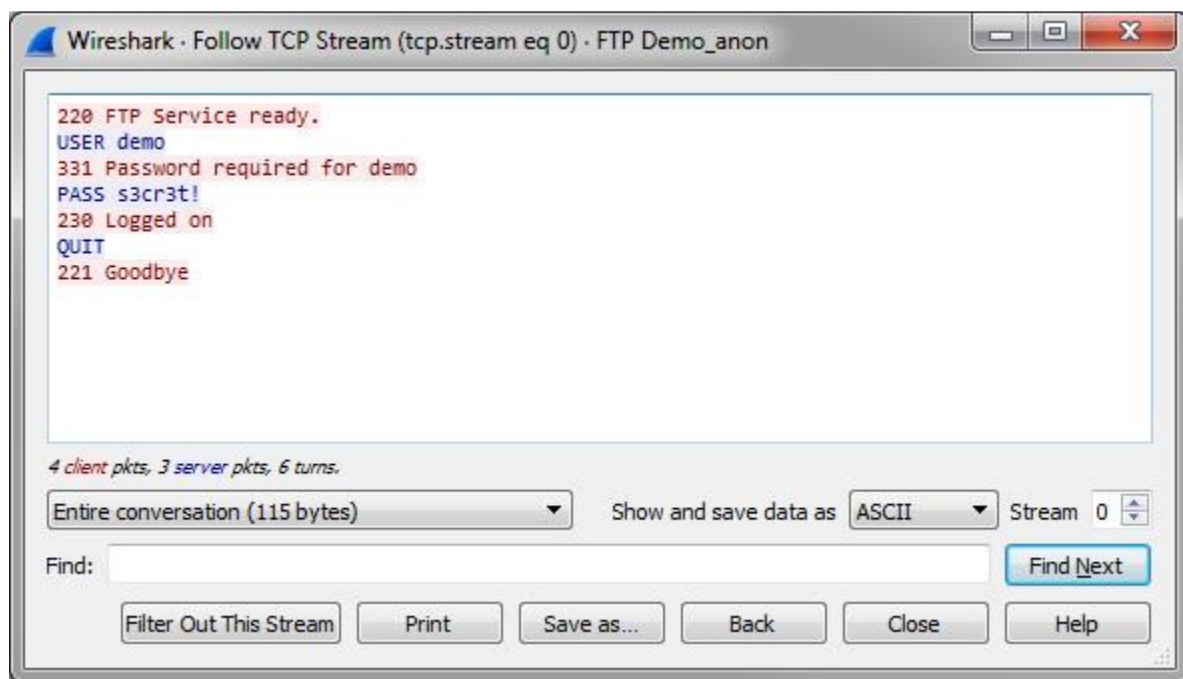 Wireshark · Follow TCP Stream (tcp.stream eq 0) · FTP Demo_anon
220 FTP Service ready.
USER demo
331 Password required for demo
PASS s3cr3t!
230 Logged on
QUIT
221 Goodbye
4 client pkts, 3 server pkts, 6 turns.
Entire conversation (115 bytes) Show and save data as ASCII Stream 0
Find: Find Next
Filter Out This Stream Print Save as... Back Close Help